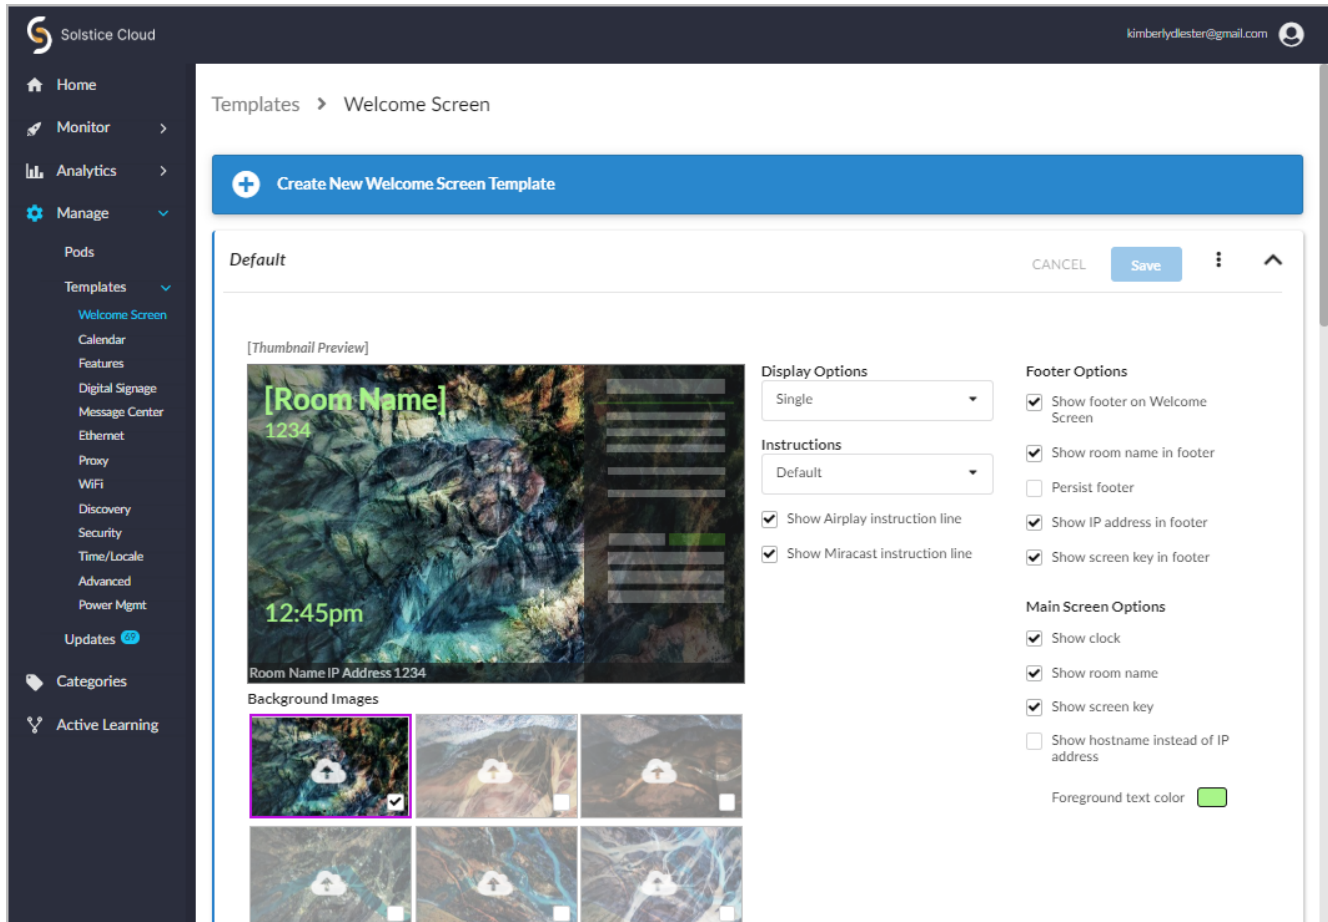 Solstice Cloud
kimberlydlester@gmail.com
Home
Monitor
Analytics
Manage
Pods
Templates
Welcome Screen
Calendar
Features
Digital Signage
Message Center
Ethernet
Proxy
WiFi
Discovery
Security
Time/Locale
Advanced
Power Mgmt
Updates 69
Categories
Active Learning
Templates > Welcome Screen
Create New Welcome Screen Template
Default
CANCEL
Save
[Thumbnail Preview]
[Room Name]
1234
12:45pm
Room Name IP Address 1234
Background Images
Display Options
Single
Instructions
Default
Show Airplay instruction line
Show Miracast instruction line
Footer Options
Show footer on Welcome
Screen
Show room name in footer
Persist footer
Show IP address in footer
Show screen key in footer
Main Screen Options
Show clock
Show room name
Show screen key
Show hostname instead of IP
address
Foreground text color